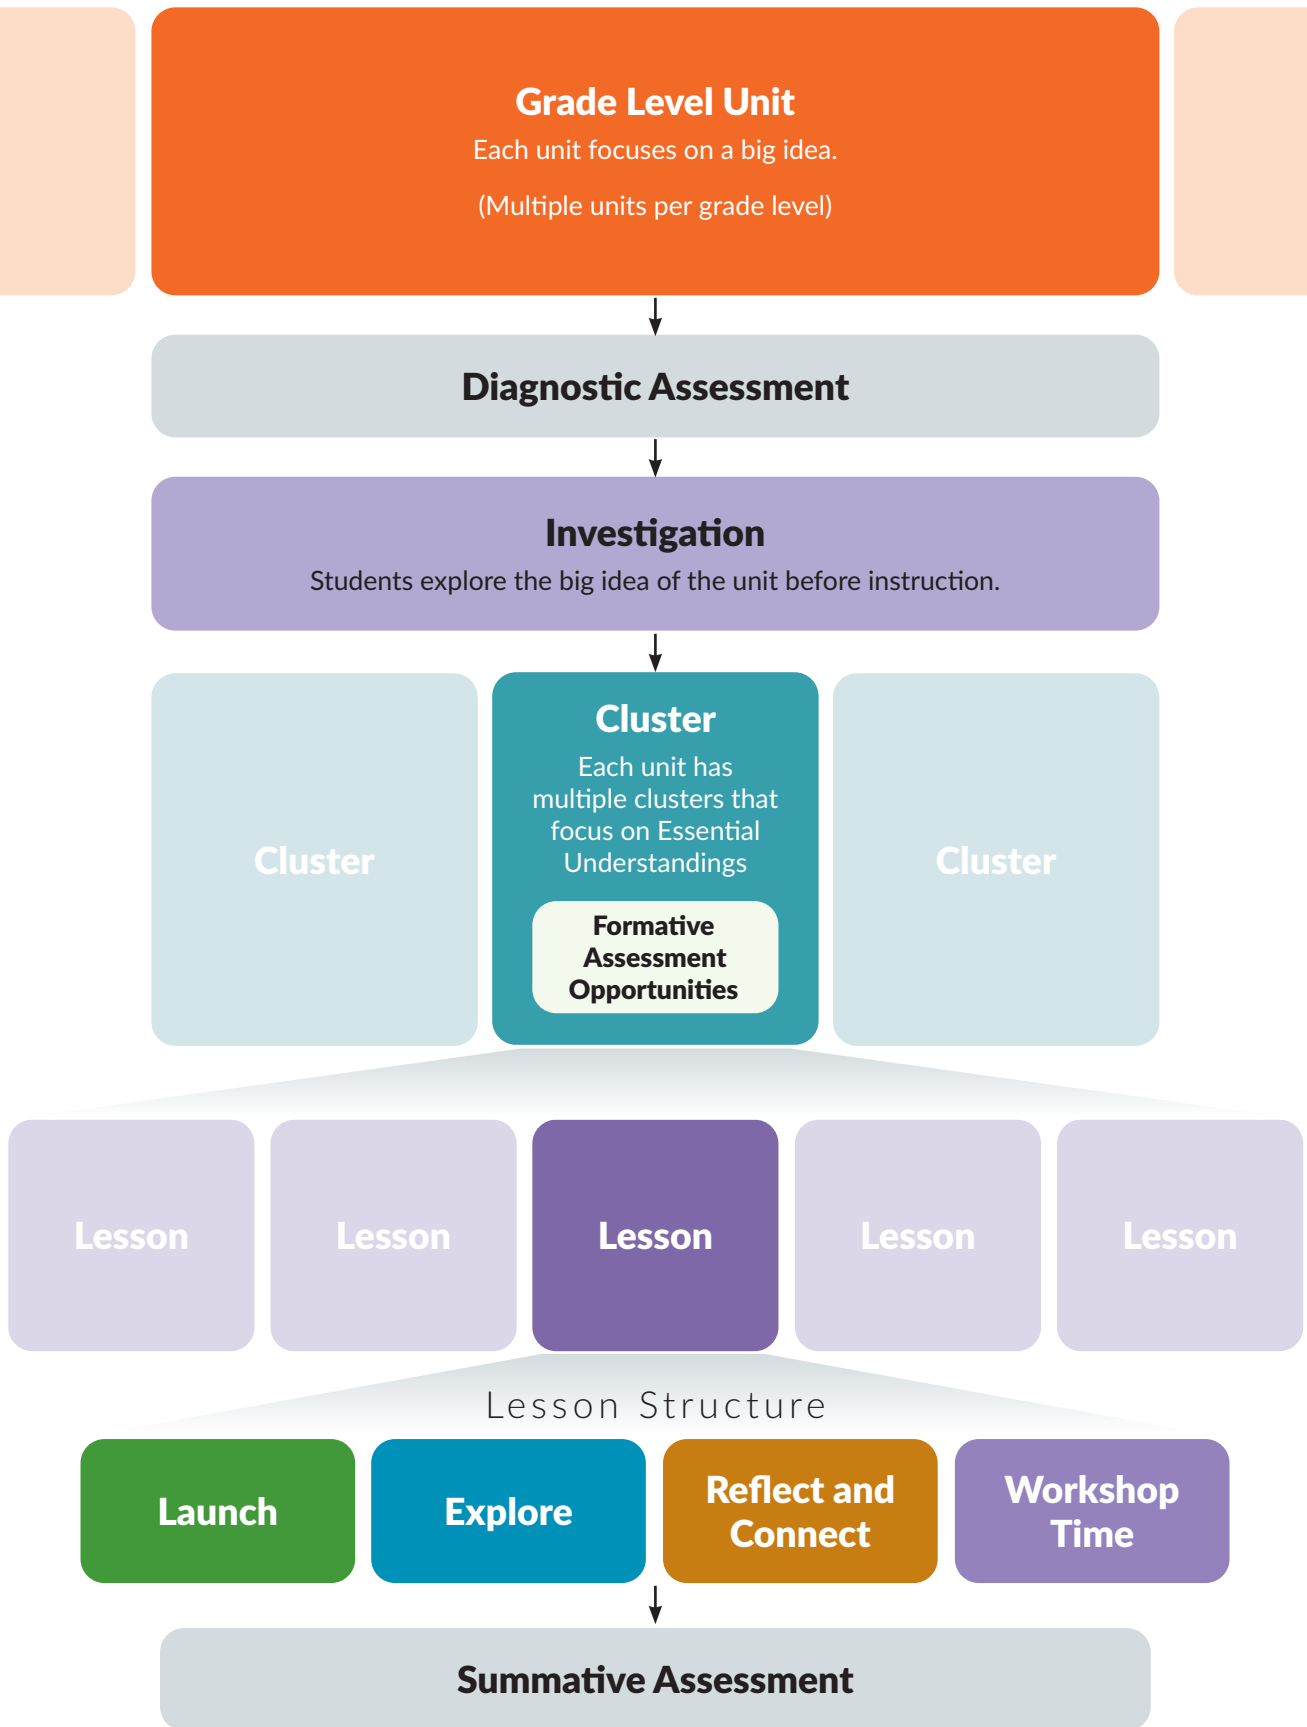 Grade Level Unit
Each unit focuses on a big idea.
(Multiple units per grade level)
Diagnostic Assessment
Investigation
Students explore the big idea of the unit before instruction.
Cluster
Cluster
Each unit has
multiple clusters that
focus on Essential
Understandings
Formative
Assessment
Opportunities
Cluster
Lesson
Lesson
Lesson
Lesson
Lesson
Lesson Structure
Launch
Explore
Reflect and
Connect
Workshop
Time
Summative Assessment